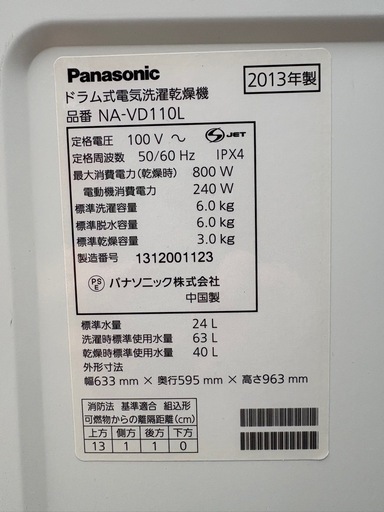 Panasonic
2013年製
ドラム式電気洗濯乾燥機
品番 NA-VD110L
定格電圧 100 V ～ S JET
定格周波数 50/60 Hz IPX4
最大消費電力(乾燥時) 800 W
電動機消費電力 240 W
標準洗濯容量 6.0 kg
標準脱水容量 6.0 kg
標準乾燥容量 3.0 kg
製造番号 1312001123
PS E パナソニック株式会社
中国製
標準水量 24 L
洗濯時標準使用水量 63 L
乾燥時標準使用水量 40 L
外形寸法
幅633 mm × 奥行595 mm × 高さ963 mm
消防法 基準適合 組込形
可燃物からの離隔距離(cm)
上方 側方 後方 下方
13 1 1 0